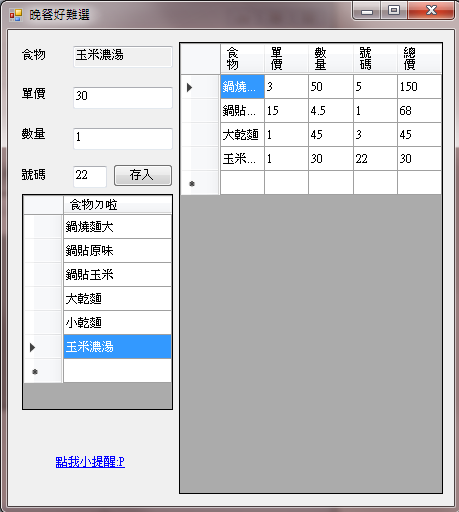 晚餐好難選
食物 玉米濃湯
單價 30
數量 1
號碼 22 存入
食物ㄉ啦
鍋燒麵大
鍋貼原味
鍋貼玉米
大乾麵
小乾麵
玉米濃湯
點我小提醒:P
食物 單價 數量 號碼 總價
鍋燒... 3 50 5 150
鍋貼... 15 4.5 1 68
大乾麵 1 45 3 45
玉米... 1 30 22 30